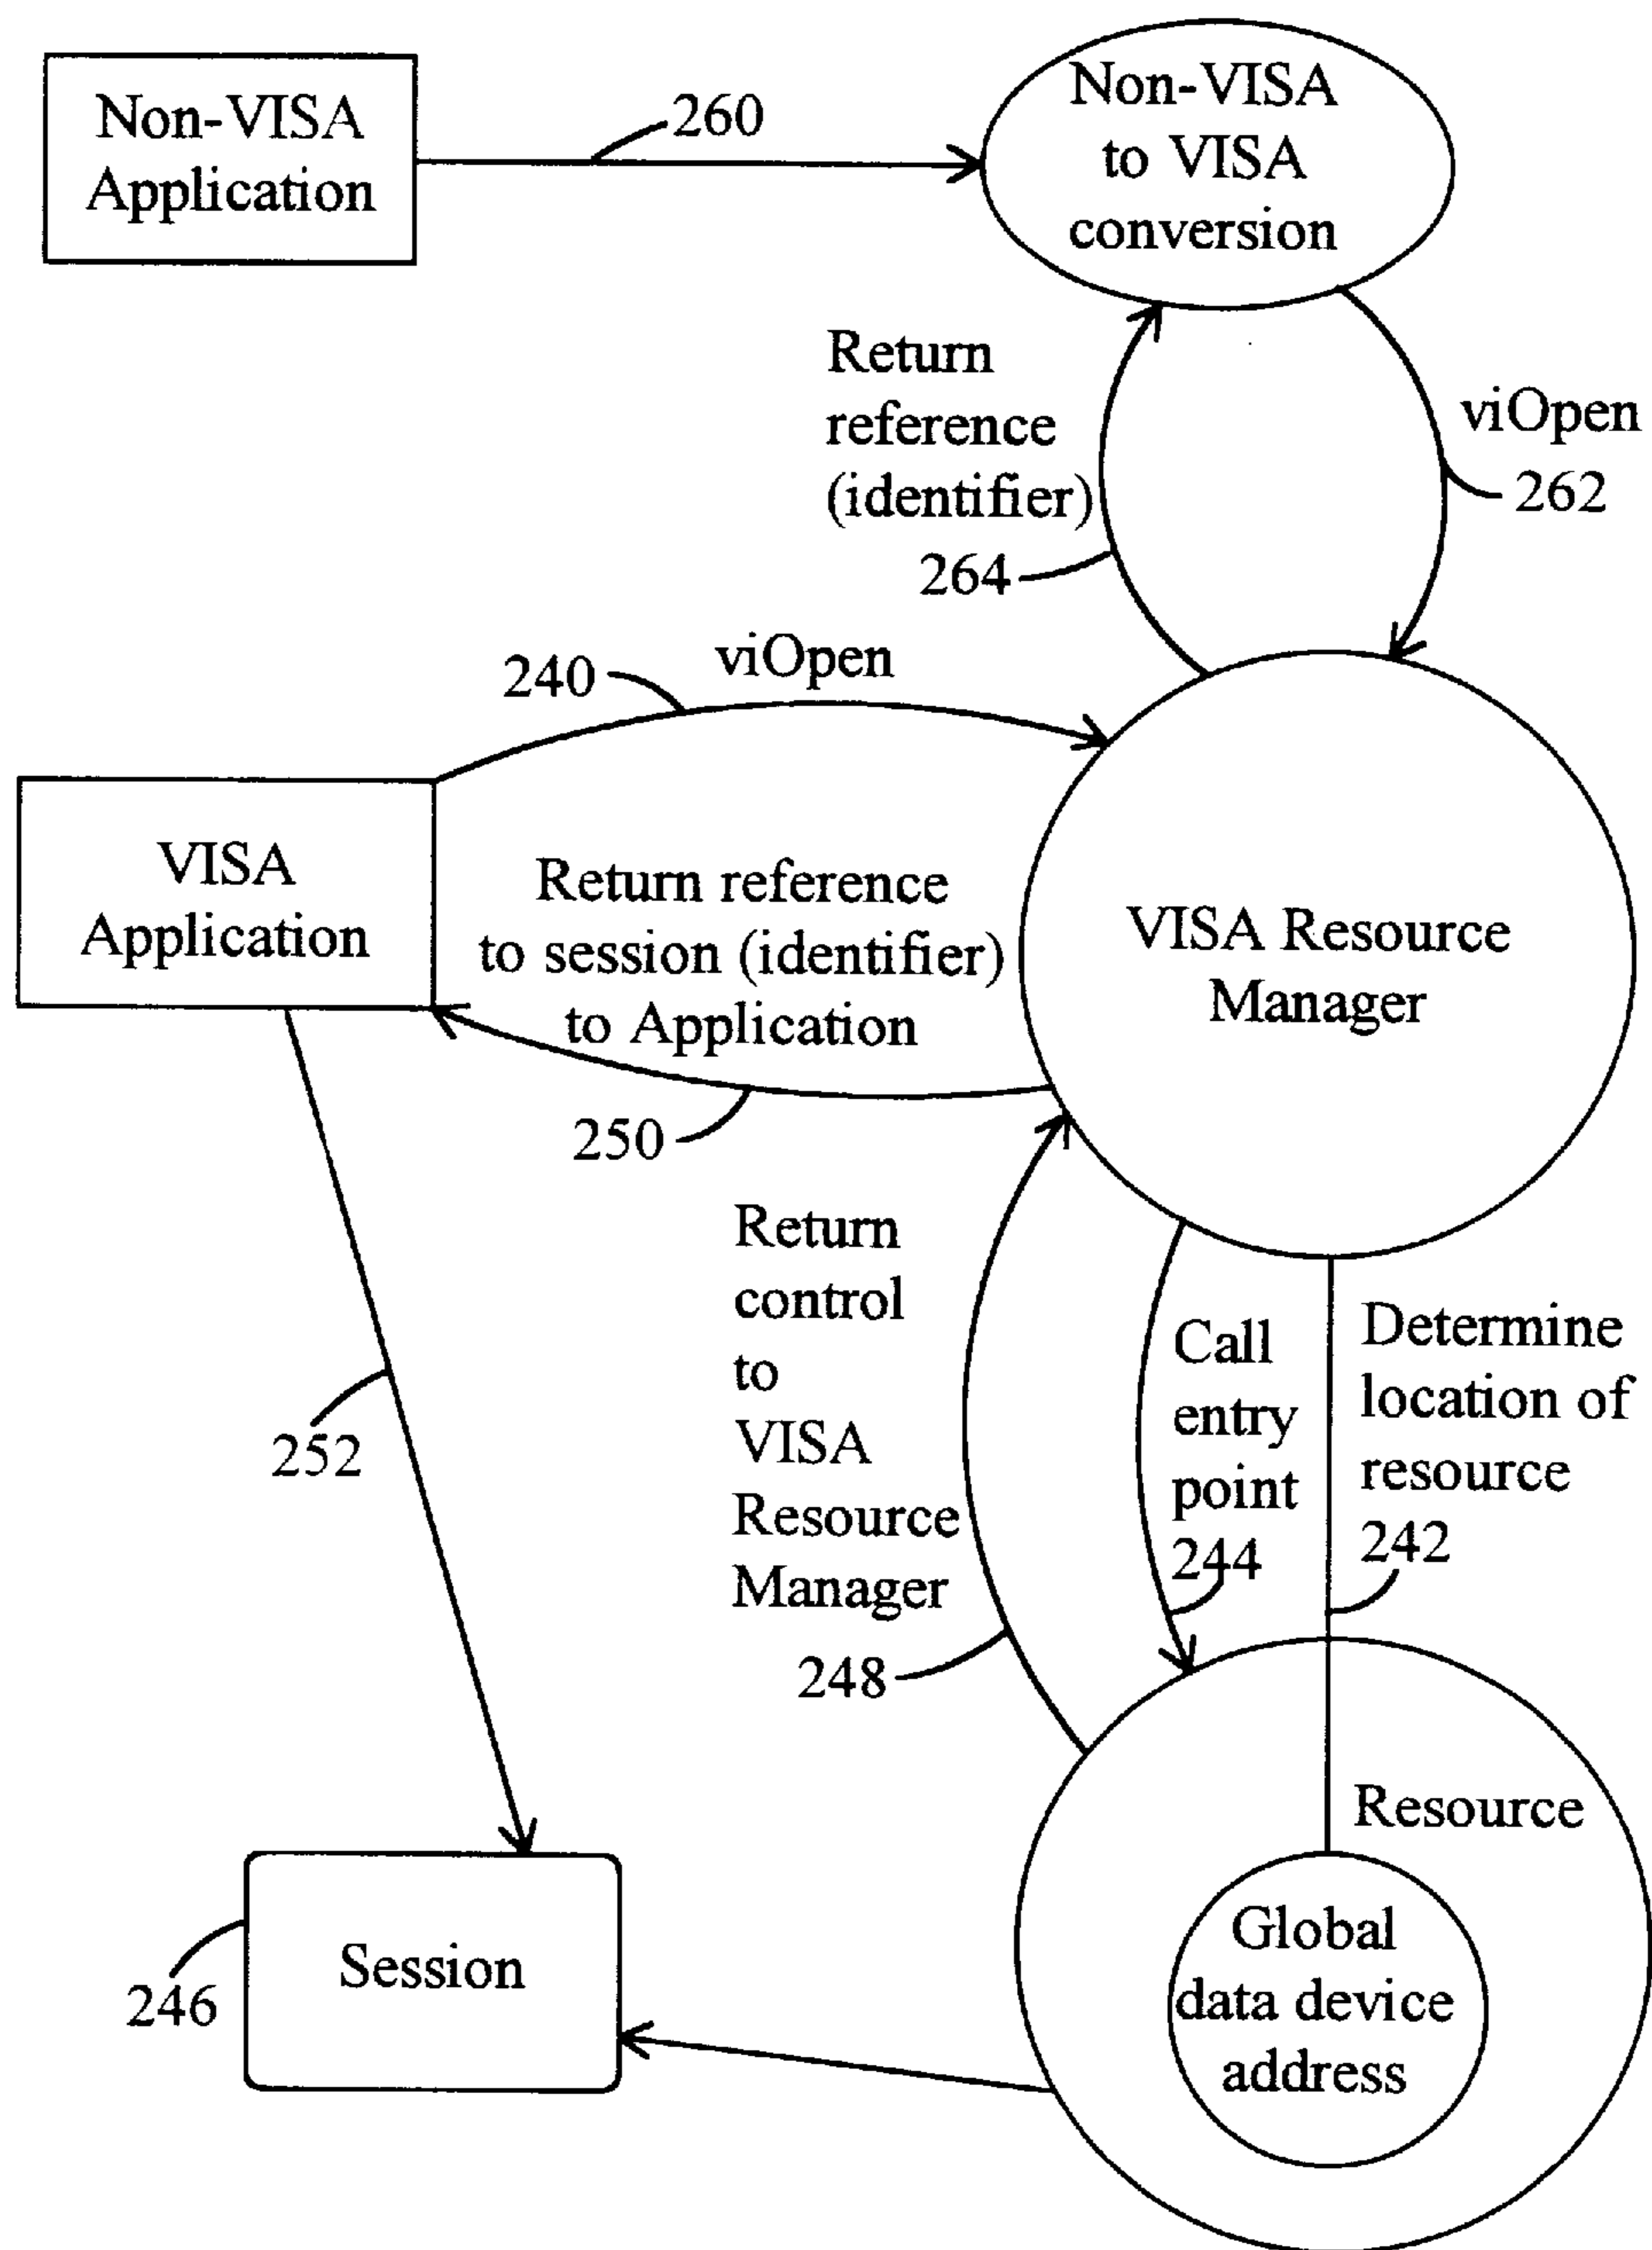 Non-VISA
Application
260
Non-VISA
to VISA
conversion
Return
reference
(identifier)
264
viOpen
262
240
viOpen
VISA
Application
Return reference
to session (identifier)
to Application
250
VISA Resource
Manager
252
Return
control
to
VISA
Resource
Manager
248
Call
entry
point
244
Determine
location of
resource
242
Resource
Global
data device
address
Session
246